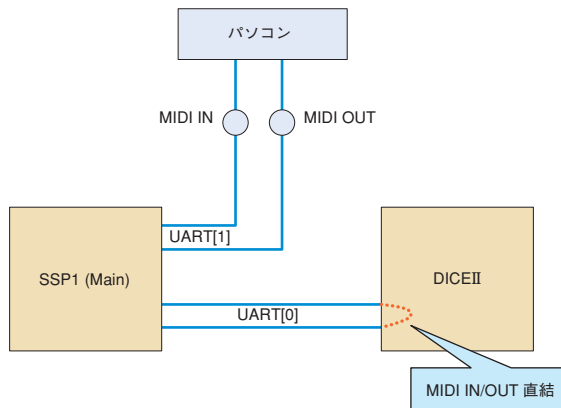 パソコン
MIDI IN
MIDI OUT
UART[1]
SSP1 (Main)
DICEⅡ
UART[0]
MIDI IN/OUT 直結